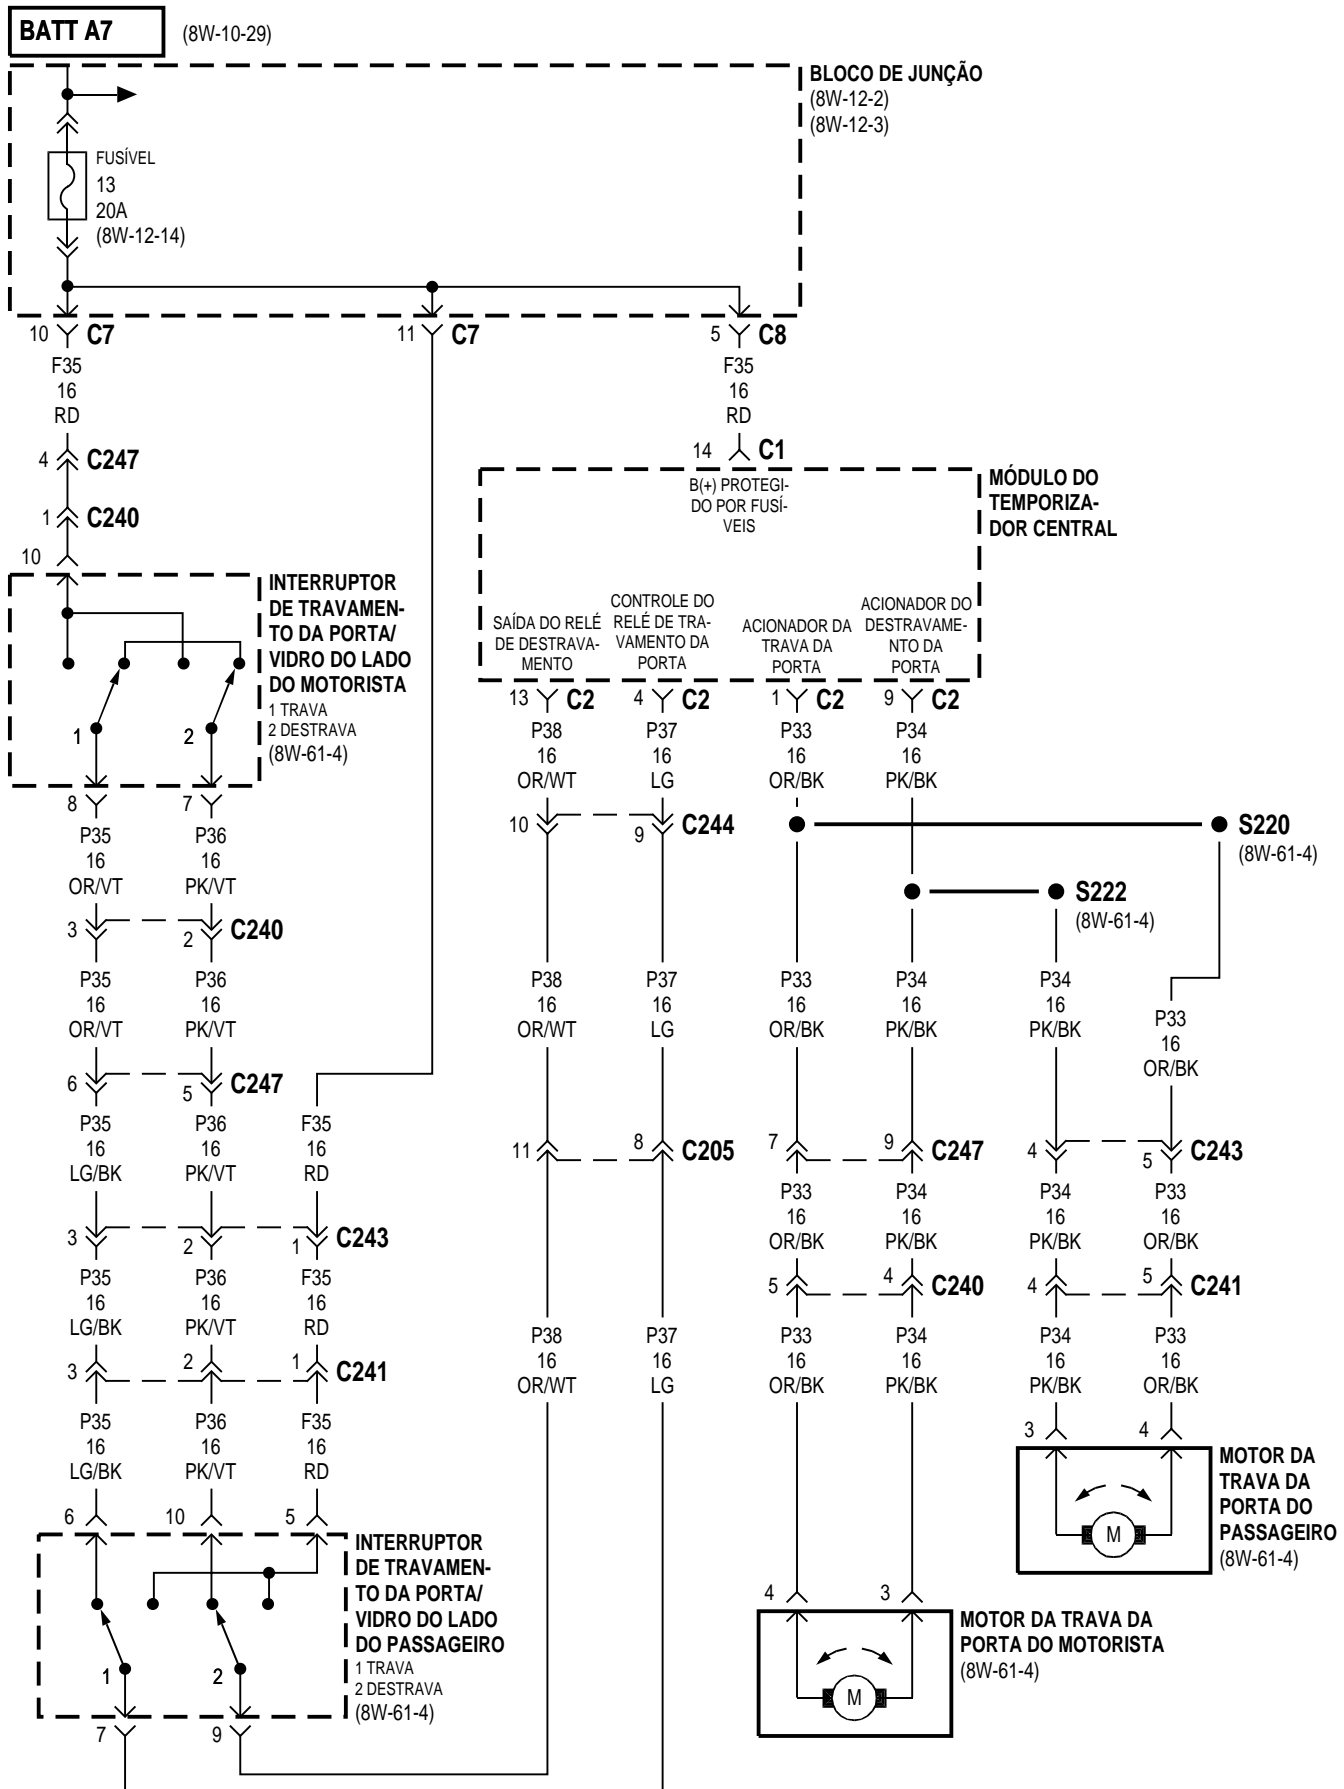 BATT A7
(8W-10-29)
BLOCO DE JUNÇÃO
(8W-12-2)
(8W-12-3)
FUSÍVEL
13
20A
(8W-12-14)
10 C7
11 C7
5 C8
F35
16
RD
F35
16
RD
4 C247
14 C1
1 C240
10
B(+) PROTEGI-
DO POR FUSÍ-
VEIS
MÓDULO DO
TEMPORIZA-
DOR CENTRAL
INTERRUPTOR
DE TRAVAMEN-
TO DA PORTA/
VIDRO DO LADO
DO MOTORISTA
1 TRAVA
2 DESTRAVA
(8W-61-4)
1
2
SAÍDA DO RELÉ
DE DESTRAVA-
MENTO
CONTROLE DO
RELÉ DE TRA-
VAMENTO DA
PORTA
ACIONADOR DA
TRAVA DA
PORTA
ACIONADOR DO
DESTRAVAME-
NTO DA
PORTA
13 C2
4 C2
1 C2
9 C2
P38
16
OR/WT
P37
16
LG
P33
16
OR/BK
P34
16
PK/BK
8
7
P35
16
OR/VT
P36
16
PK/VT
10
9
C244
S220
(8W-61-4)
S222
(8W-61-4)
3
2
C240
P35
16
OR/VT
P36
16
PK/VT
P38
16
OR/WT
P37
16
LG
P33
16
OR/BK
P34
16
PK/BK
P34
16
PK/BK
P33
16
OR/BK
6
5
C247
P35
16
LG/BK
P36
16
PK/VT
F35
16
RD
11
8
C205
7
9
C247
4
5
C243
P33
16
OR/BK
P34
16
PK/BK
P34
16
PK/BK
P33
16
OR/BK
3
2
1
C243
P35
16
LG/BK
P36
16
PK/VT
F35
16
RD
5
4
C240
4
5
C241
P38
16
OR/WT
P37
16
LG
P33
16
OR/BK
P34
16
PK/BK
P34
16
PK/BK
P33
16
OR/BK
3
2
1
C241
P35
16
LG/BK
P36
16
PK/VT
F35
16
RD
3
4
MOTOR DA
TRAVA DA
PORTA DO
PASSAGEIRO
(8W-61-4)
M
6
10
5
INTERRUPTOR
DE TRAVAMEN-
TO DA PORTA/
VIDRO DO LADO
DO PASSAGEIRO
1 TRAVA
2 DESTRAVA
(8W-61-4)
1
2
4
3
MOTOR DA TRAVA DA
PORTA DO MOTORISTA
(8W-61-4)
M
7
9